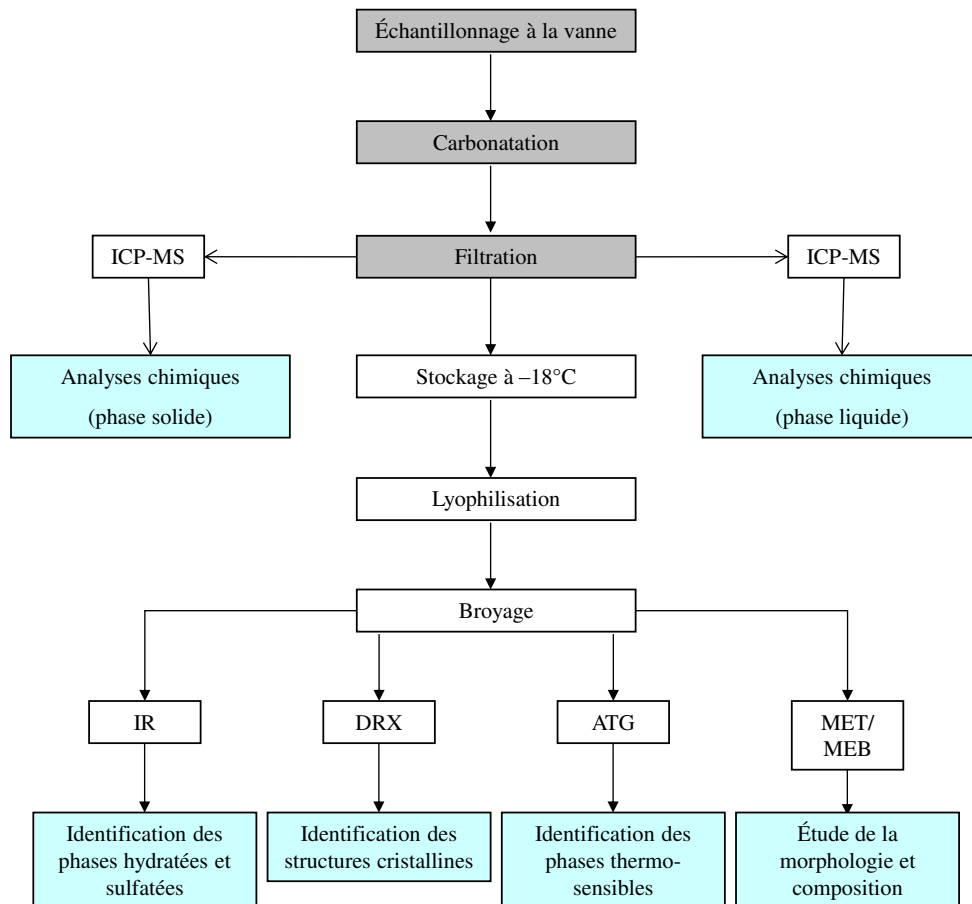 Échantillonnage à la vanne
Carbonatation
ICP-MS
Filtration
ICP-MS
Analyses chimiques
(phase solide)
Stockage à –18°C
Analyses chimiques
(phase liquide)
Lyophilisation
Broyage
IR
DRX
ATG
MET/
MEB
Identification des
phases hydratées et
sulfatées
Identification des
structures cristallines
Identification des
phases thermo-
sensibles
Étude de la
morphologie et
composition